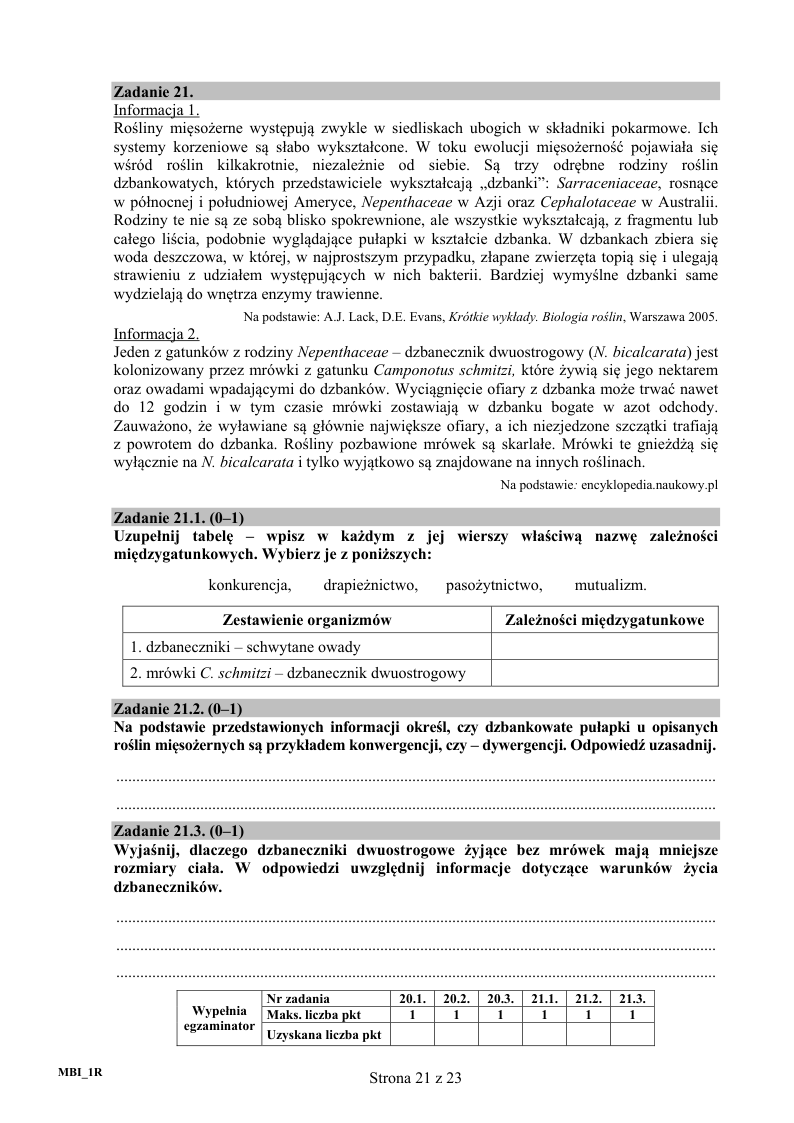 Zadanie 21.
Informacja 1.
Rośliny mięsożerne występują zwykle w siedliskach ubogich w składniki pokarmowe. Ich
systemy korzeniowe są słabo wykształcone. W toku ewolucji mięsożerność pojawiała się
wśród roślin kilkakrotnie, niezależnie od siebie. Są trzy odrębne rodziny roślin
dzbankowatych, których przedstawiciele wykształcają „dzbanki”: Sarraceniaceae, rosnące
w północnej i południowej Ameryce, Nepenthaceae w Azji oraz Cephalotaceae w Australii.
Rodziny te nie są ze sobą blisko spokrewnione, ale wszystkie wykształcają, z fragmentu lub
całego liścia, podobnie wyglądające pułapki w kształcie dzbanka. W dzbankach zbiera się
woda deszczowa, w której, w najprostszym przypadku, złapane zwierzęta topią się i ulegają
strawieniu z udziałem występujących w nich bakterii. Bardziej wymyślne dzbanki same
wydzielają do wnętrza enzymy trawienne.
Na podstawie: A.J. Lack, D.E. Evans, Krótkie wykłady. Biologia roślin, Warszawa 2005.
Informacja 2.
Jeden z gatunków z rodziny Nepenthaceae – dzbanecznik dwuostrogowy (N. bicalcarata) jest
kolonizowany przez mrówki z gatunku Camponotus schmitzi, które żywią się jego nektarem
oraz owadami wpadającymi do dzbanków. Wyciągnięcie ofiary z dzbanka może trwać nawet
do 12 godzin i w tym czasie mrówki zostawiają w dzbanku bogate w azot odchody.
Zauważono, że wyławiane są głównie największe ofiary, a ich niezjedzone szczątki trafiają
z powrotem do dzbanka. Rośliny pozbawione mrówek są skarlałe. Mrówki te gnieżdżą się
wyłącznie na N. bicalcarata i tylko wyjątkowo są znajdowane na innych roślinach.
Na podstawie: encyklopedia.naukowy.pl
Zadanie 21.1. (0–1)
Uzupełnij tabelę – wpisz w każdym z jej wierszy właściwą nazwę zależności
międzygatunkowych. Wybierz je z poniższych:
konkurencja, drapieżnictwo, pasożytnictwo, mutualizm.
Zestawienie organizmów Zależności międzygatunkowe
1. dzbaneczniki – schwytane owady
2. mrówki C. schmitzi – dzbanecznik dwuostrogowy
Zadanie 21.2. (0–1)
Na podstawie przedstawionych informacji określ, czy dzbankowate pułapki u opisanych
roślin mięsożernych są przykładem konwergencji, czy – dywergencji. Odpowiedź uzasadnij.
Zadanie 21.3. (0–1)
Wyjaśnij, dlaczego dzbaneczniki dwuostrogowe żyjące bez mrówek mają mniejsze
rozmiary ciała. W odpowiedzi uwzględnij informacje dotyczące warunków życia
dzbaneczników.
Wypełnia egzaminator
Nr zadania 20.1. 20.2. 20.3. 21.1. 21.2. 21.3.
Maks. liczba pkt 1 1 1 1 1 1
Uzyskana liczba pkt
MBI_1R
Strona 21 z 23